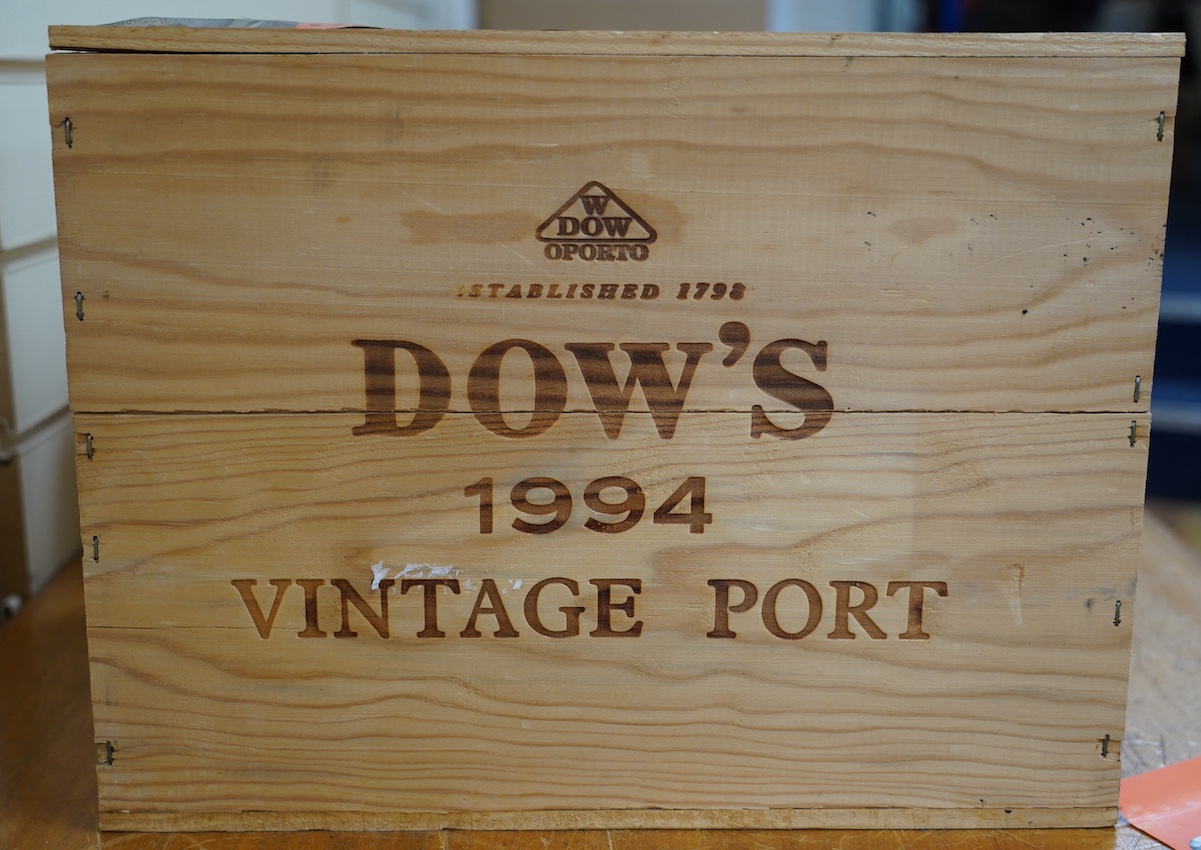 W
DOW
OPORTO
ESTABLISHED 1798
DOW'S
1994
VINTAGE PORT